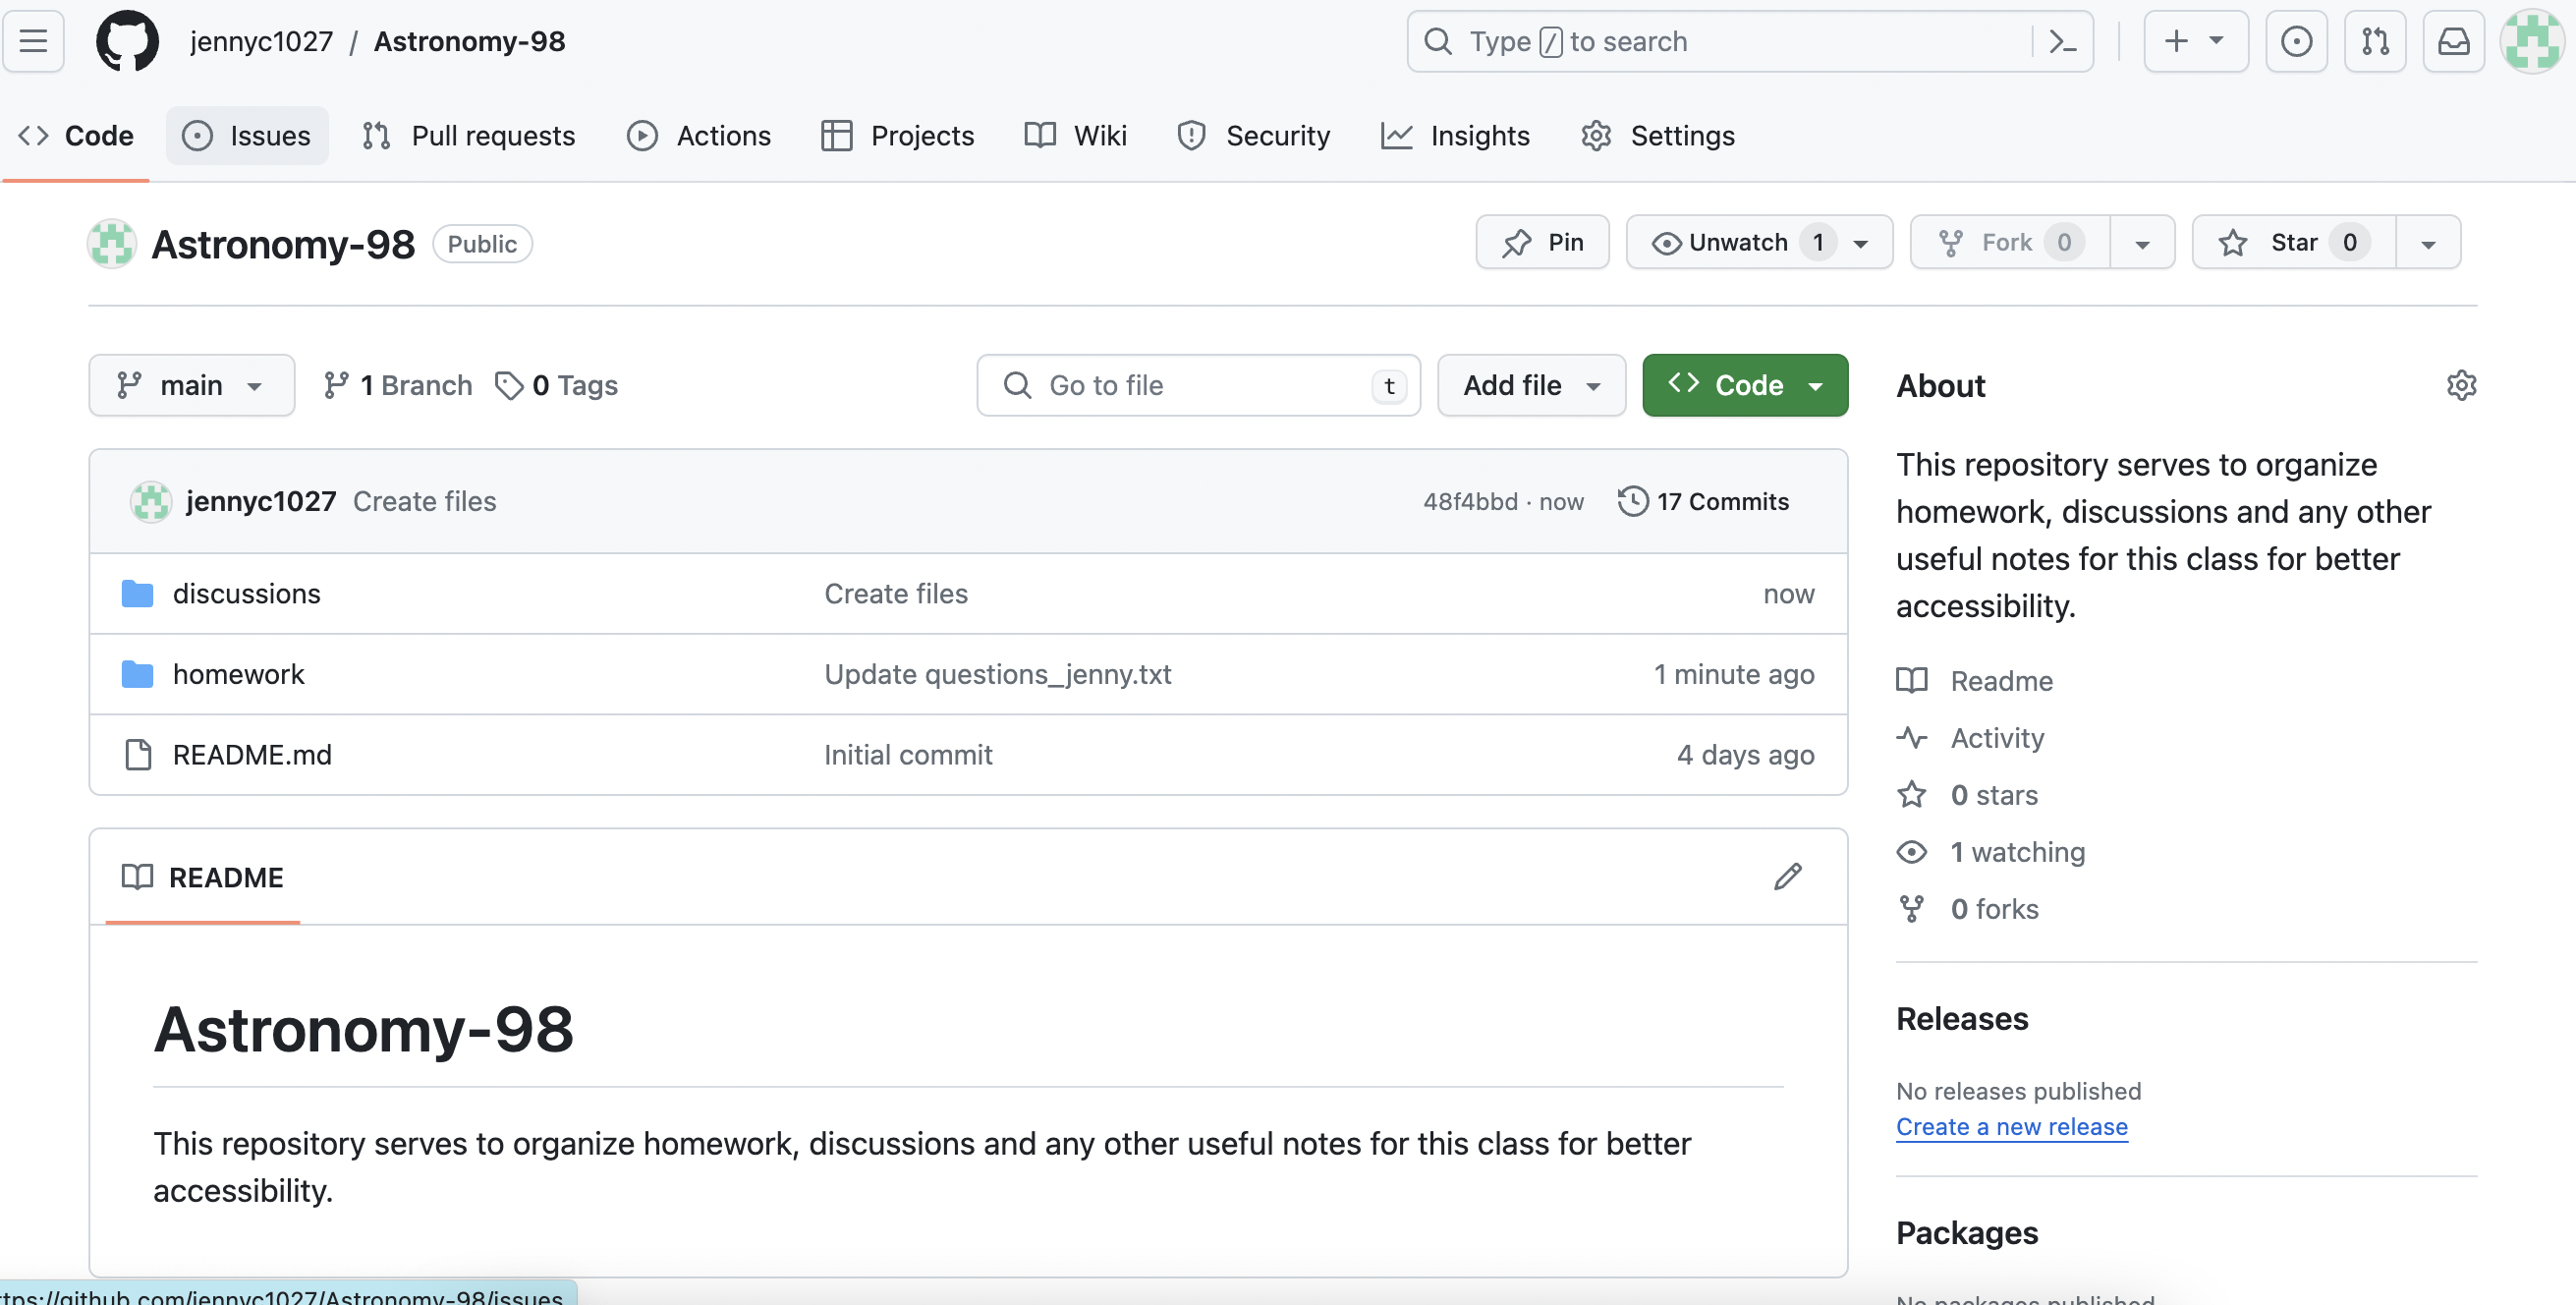 jennyc1027 / Astronomy-98
Type / to search
Code Issues Pull requests Actions Projects Wiki Security Insights Settings
Astronomy-98 Public
Pin Unwatch 1 Fork 0 Star 0
main 1 Branch 0 Tags Go to file t Add file Code
jennyc1027 Create files 48f4bbd · now 17 Commits
discussions Create files now
homework Update questions_jenny.txt 1 minute ago
README.md Initial commit 4 days ago
README
Astronomy-98
This repository serves to organize homework, discussions and any other useful notes for this class for better
accessibility.
About
This repository serves to organize
homework, discussions and any other
useful notes for this class for better
accessibility.
Readme
Activity
0 stars
1 watching
0 forks
Releases
No releases published
Create a new release
Packages
No packages published
ttps://github.com/jennyc1027/Astronomy-98/issues